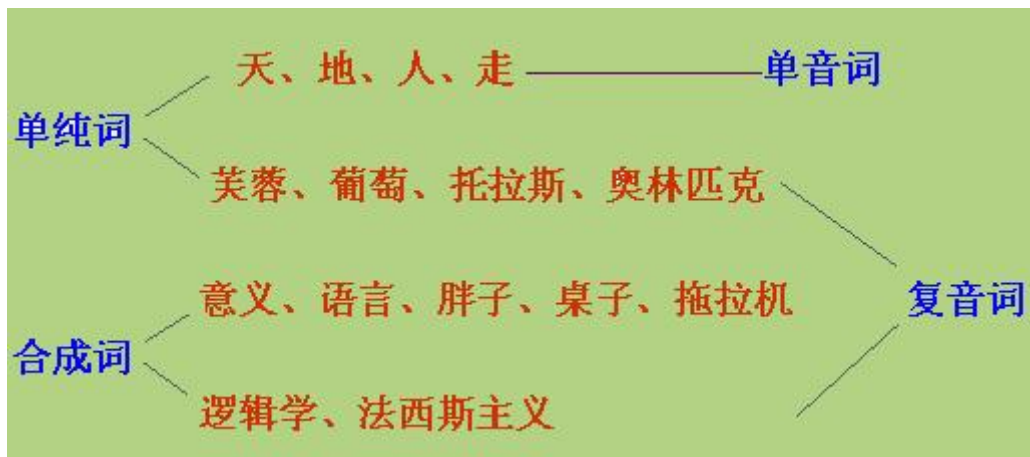 天、地、人、走 单音词
单纯词
芙蓉、葡萄、托拉斯、奥林匹克
意义、语言、胖子、桌子、拖拉机 复音词
合成词
逻辑学、法西斯主义